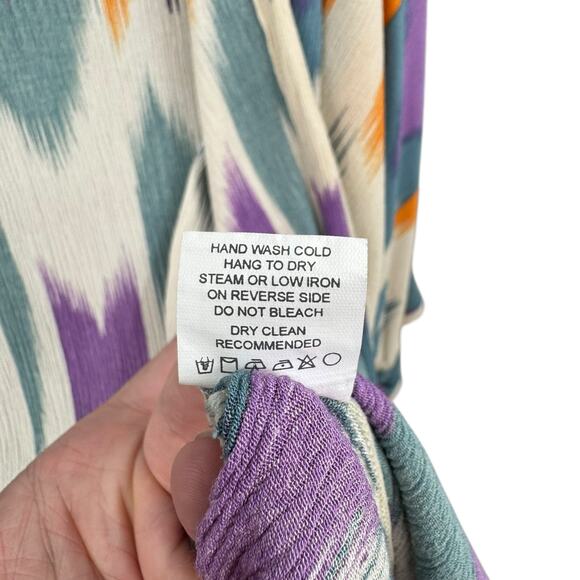 HAND WASH COLD
HANG TO DRY
STEAM OR LOW IRON
ON REVERSE SIDE
DO NOT BLEACH
DRY CLEAN
RECOMMENDED